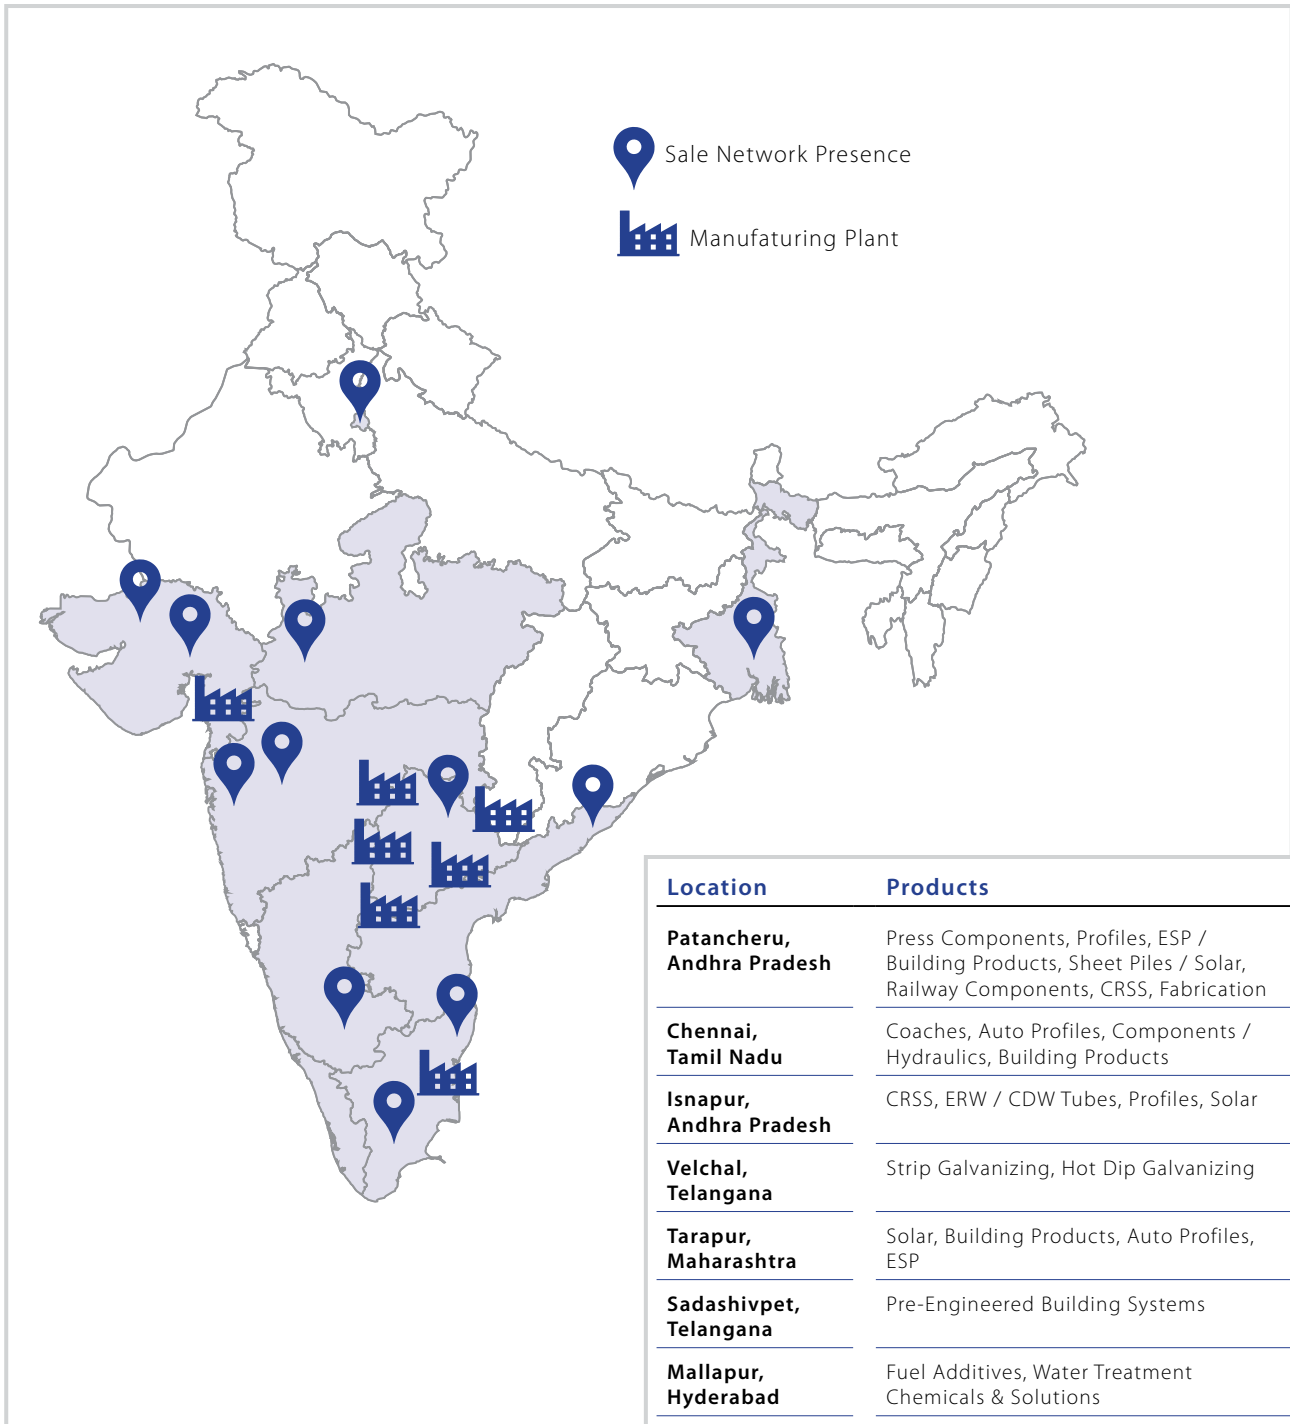 Sale Network Presence
Manufaturing Plant
Location Products
Patancheru,
Andhra Pradesh
Press Components, Profiles, ESP /
Building Products, Sheet Piles / Solar,
Railway Components, CRSS, Fabrication
Chennai,
Tamil Nadu
Coaches, Auto Profiles, Components /
Hydraulics, Building Products
Isnapur,
Andhra Pradesh
CRSS, ERW / CDW Tubes, Profiles, Solar
Velchal,
Telangana
Strip Galvanizing, Hot Dip Galvanizing
Tarapur,
Maharashtra
Solar, Building Products, Auto Profiles,
ESP
Sadashivpet,
Telangana
Pre-Engineered Building Systems
Mallapur,
Hyderabad
Fuel Additives, Water Treatment
Chemicals & Solutions